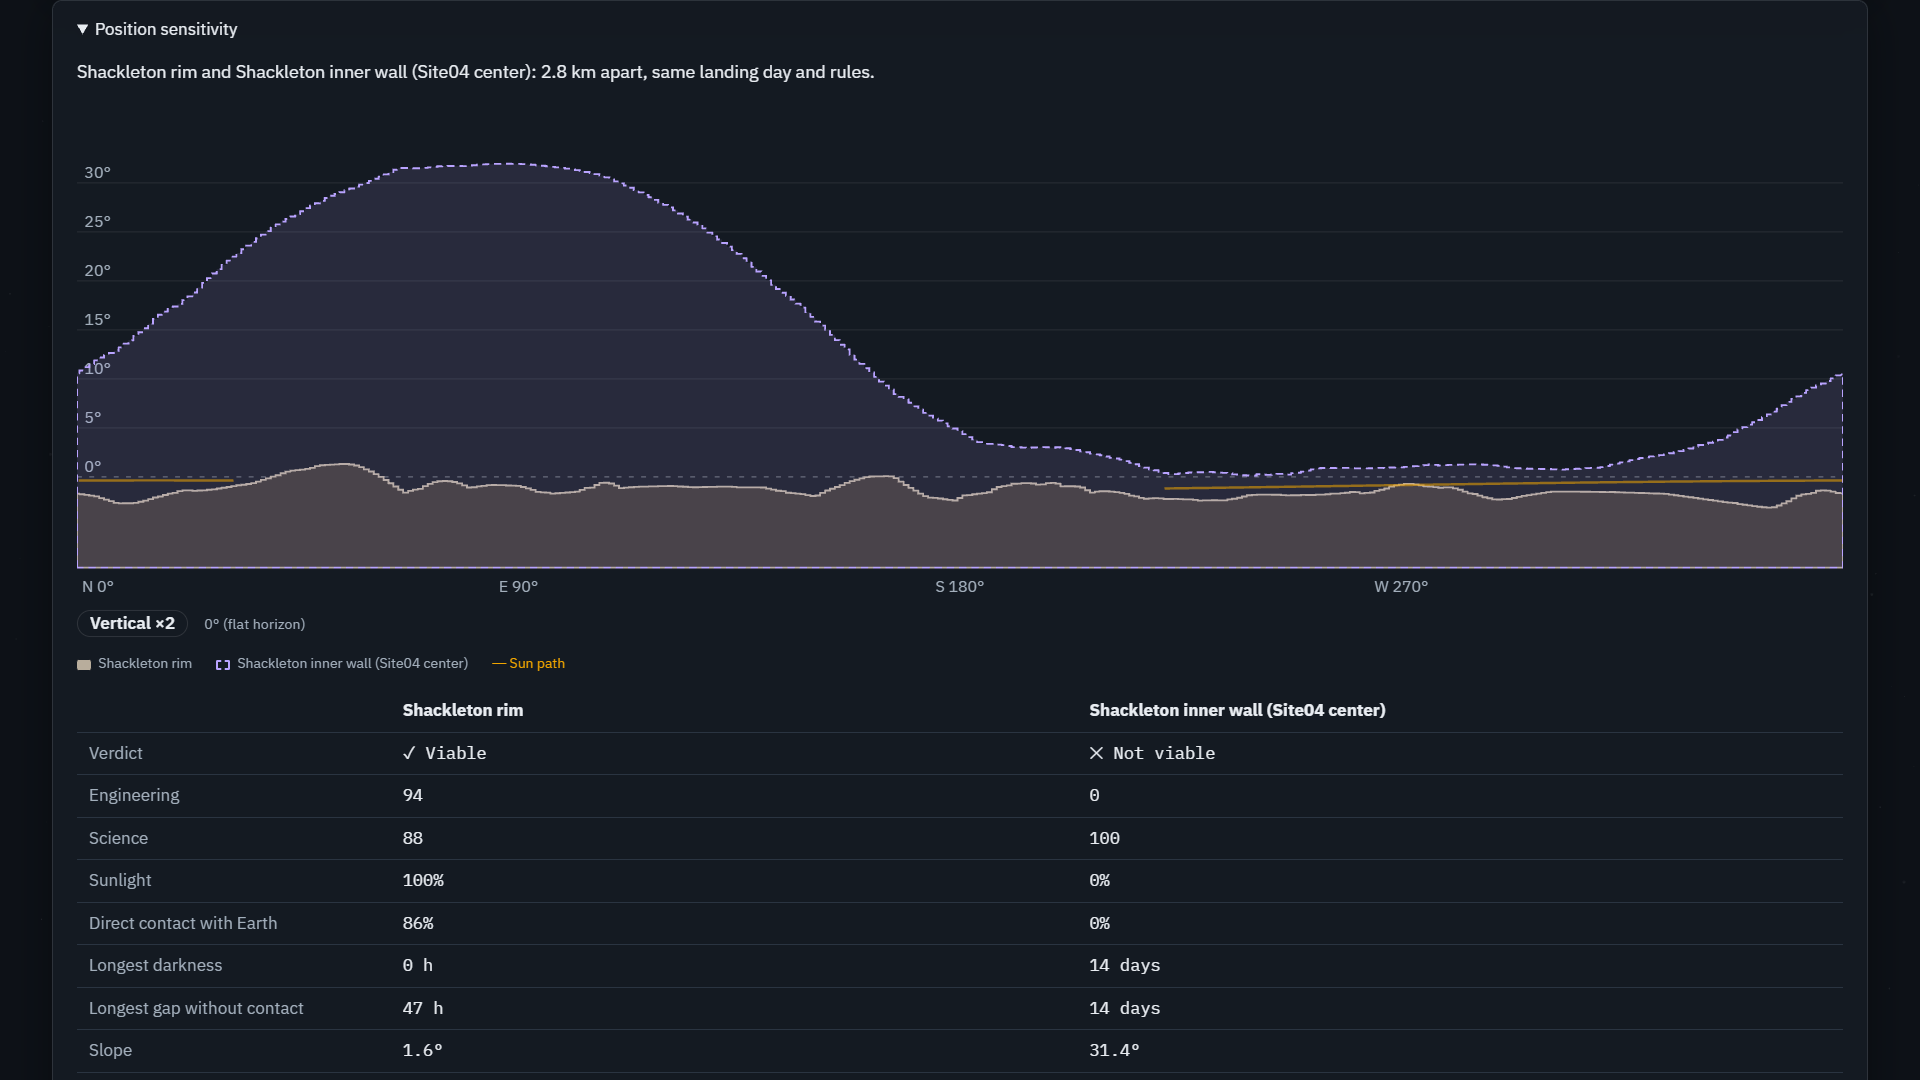 ▼ Position sensitivity
Shackleton rim and Shackleton inner wall (Site04 center): 2.8 km apart, same landing day and rules.
30°
25°
20°
15°
10°
5°
0°
N 0° E 90° S 180° W 270°
Vertical ×2 0° (flat horizon)
Shackleton rim Shackleton inner wall (Site04 center) Sun path
Shackleton rim Shackleton inner wall (Site04 center)
Verdict ✓ Viable ✕ Not viable
Engineering 94 0
Science 88 100
Sunlight 100% 0%
Direct contact with Earth 86% 0%
Longest darkness 0 h 14 days
Longest gap without contact 47 h 14 days
Slope 1.6° 31.4°